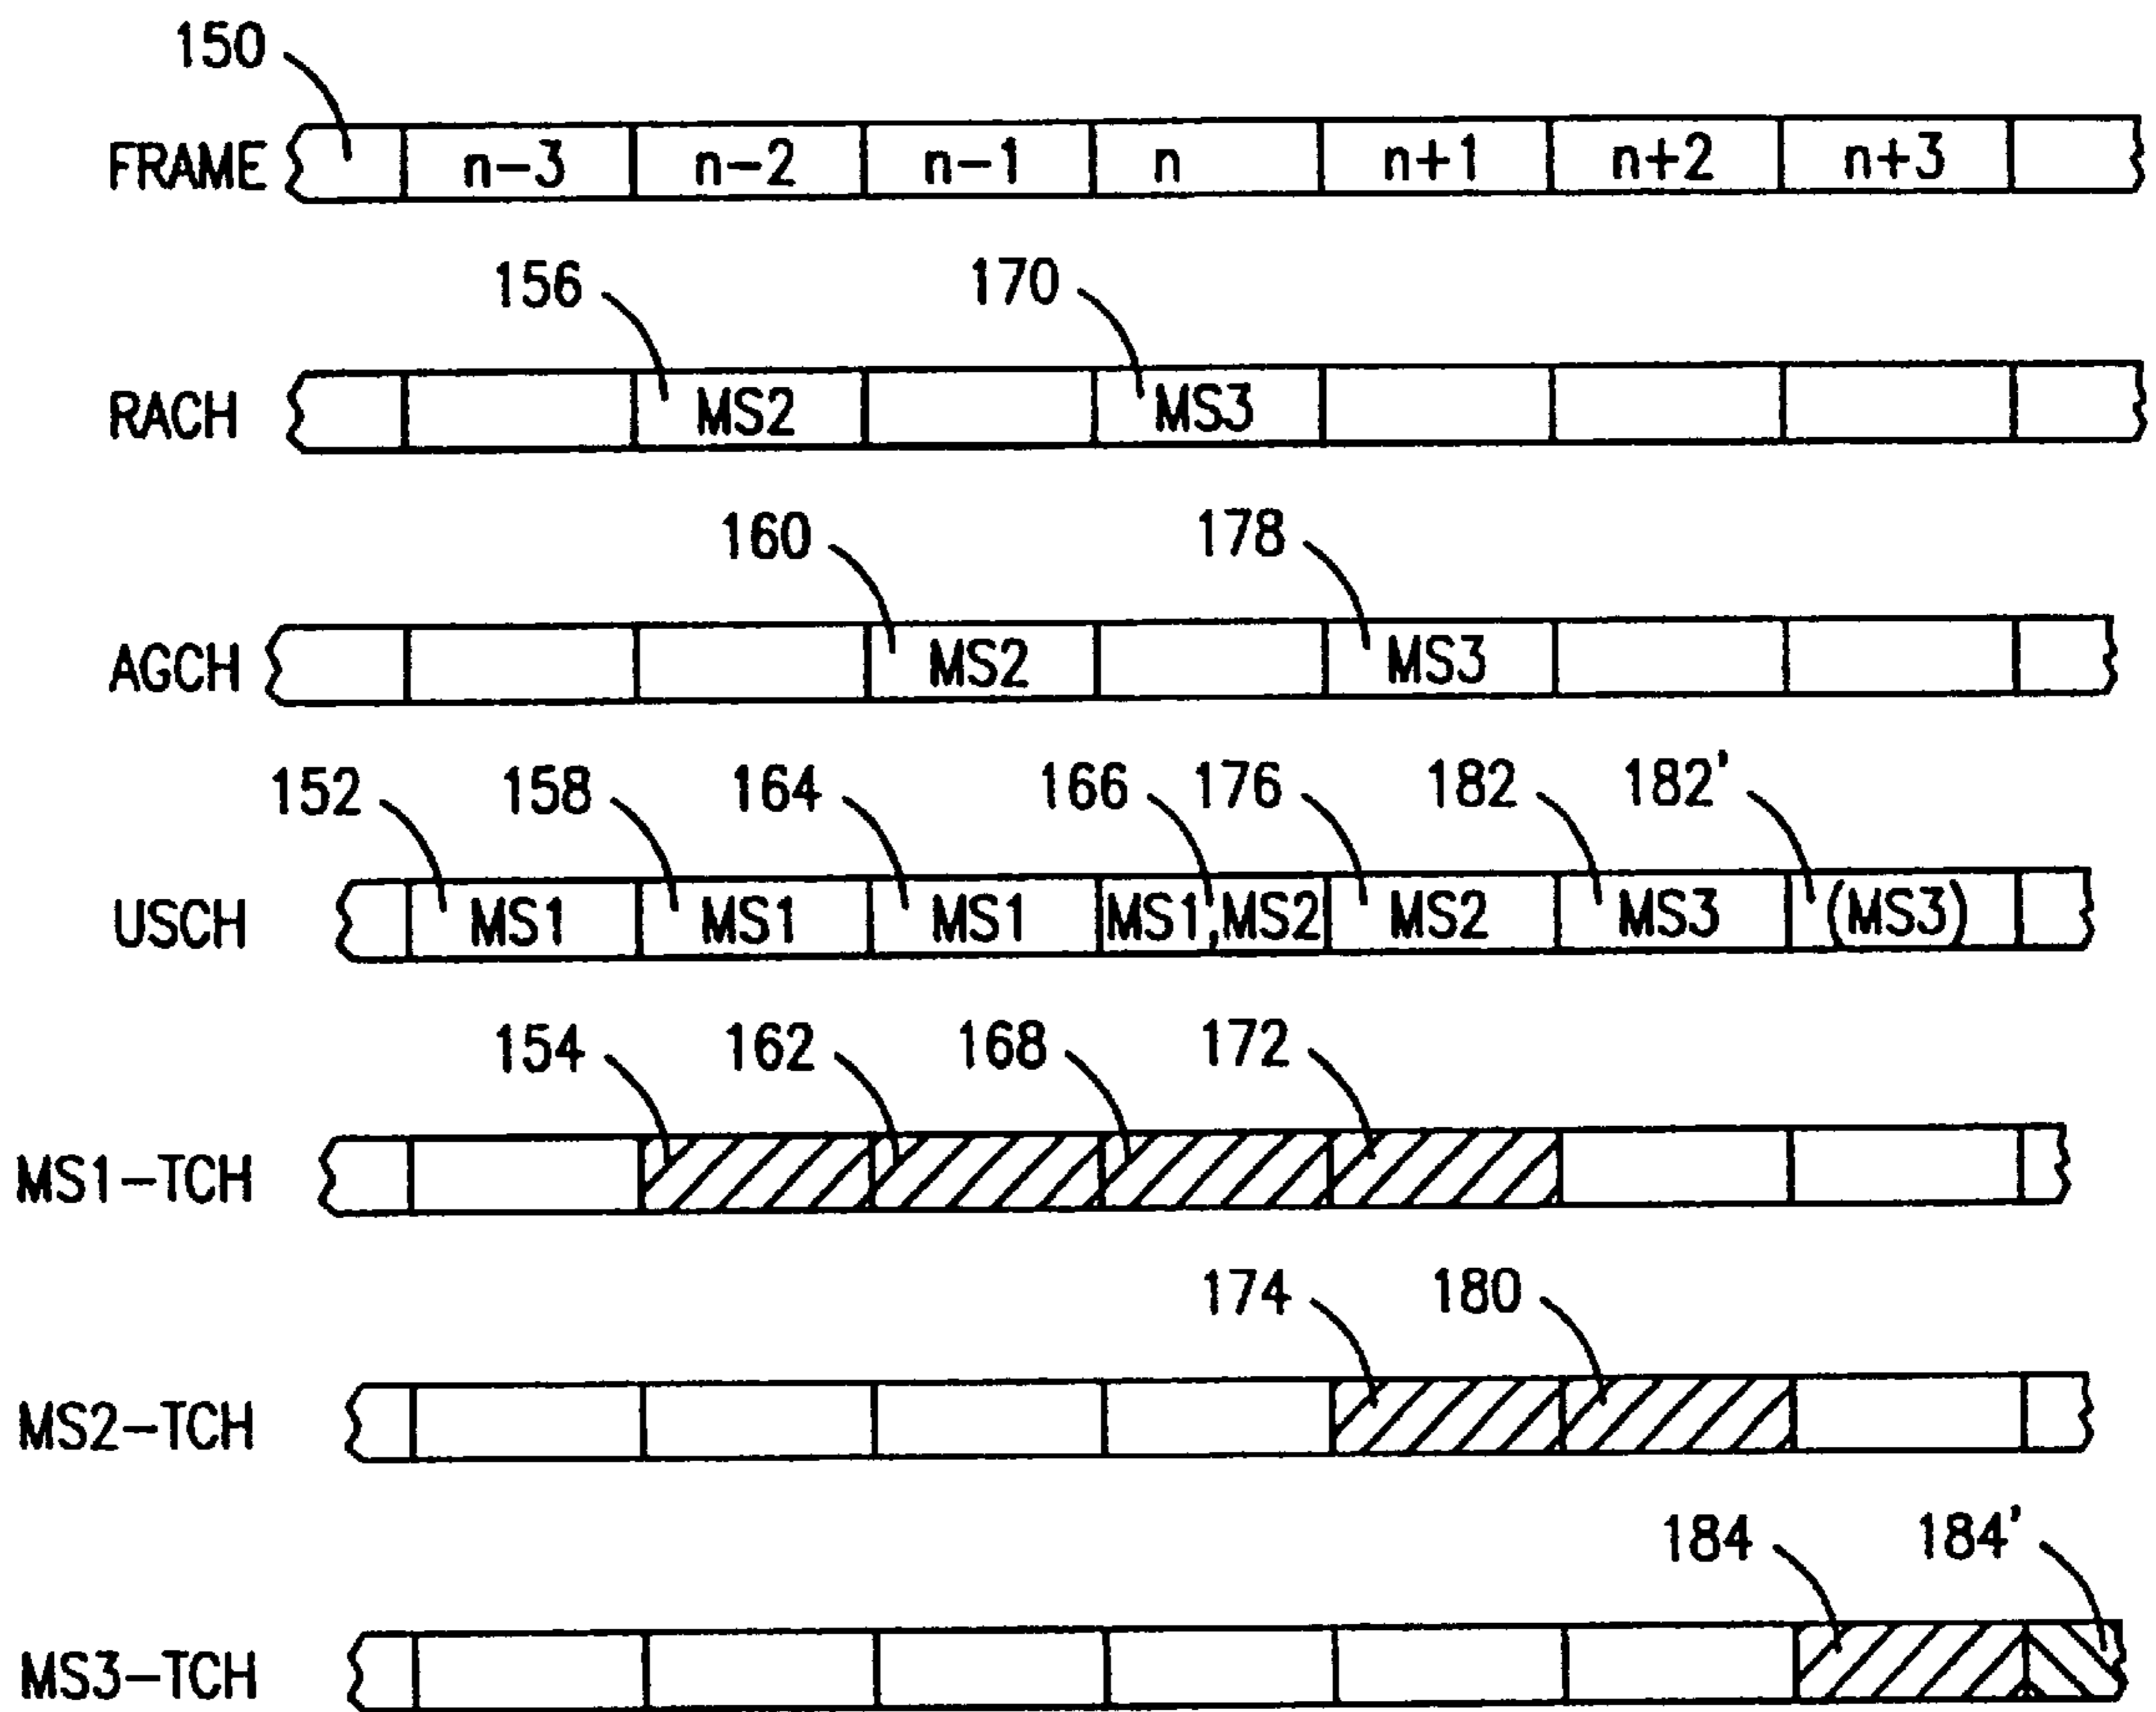 150
FRAME n-3 n-2 n-1 n n+1 n+2 n+3
156 170
RACH MS2 MS3
160 178
AGCH MS2 MS3
152 158 164 166 176 182 182'
USCH MS1 MS1 MS1 MS1,MS2 MS2 MS3 (MS3)
154 162 168 172
MS1-TCH
174 180
MS2-TCH
184 184'
MS3-TCH